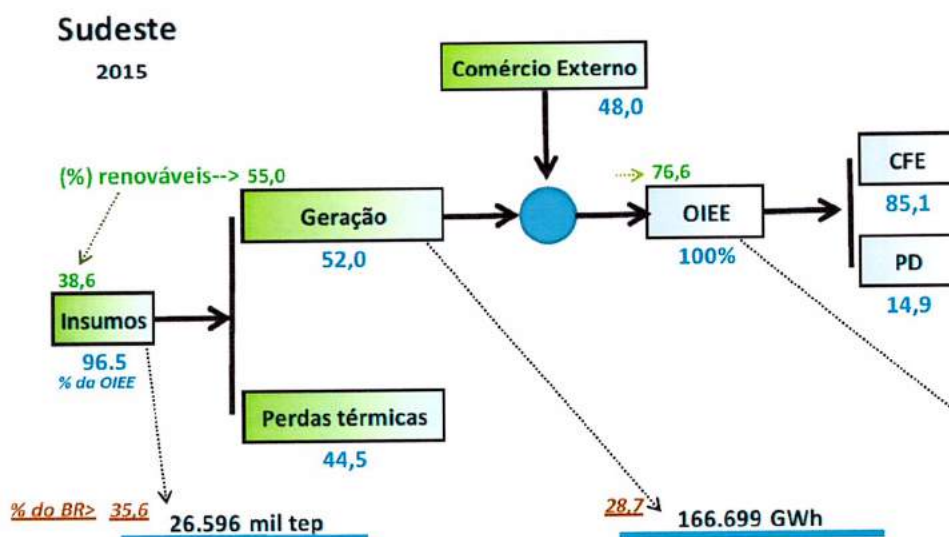 Sudeste
2015
Comércio Externo
48,0
(%) renováveis--> 55,0
76,6
CFE
85,1
Geração
52,0
OIEE
100%
PD
14,9
38,6
Insumos
96.5
% da OIEE
Perdas térmicas
44,5
% do BR> 35,6
26.596 mil tep
28,7
166.699 GWh